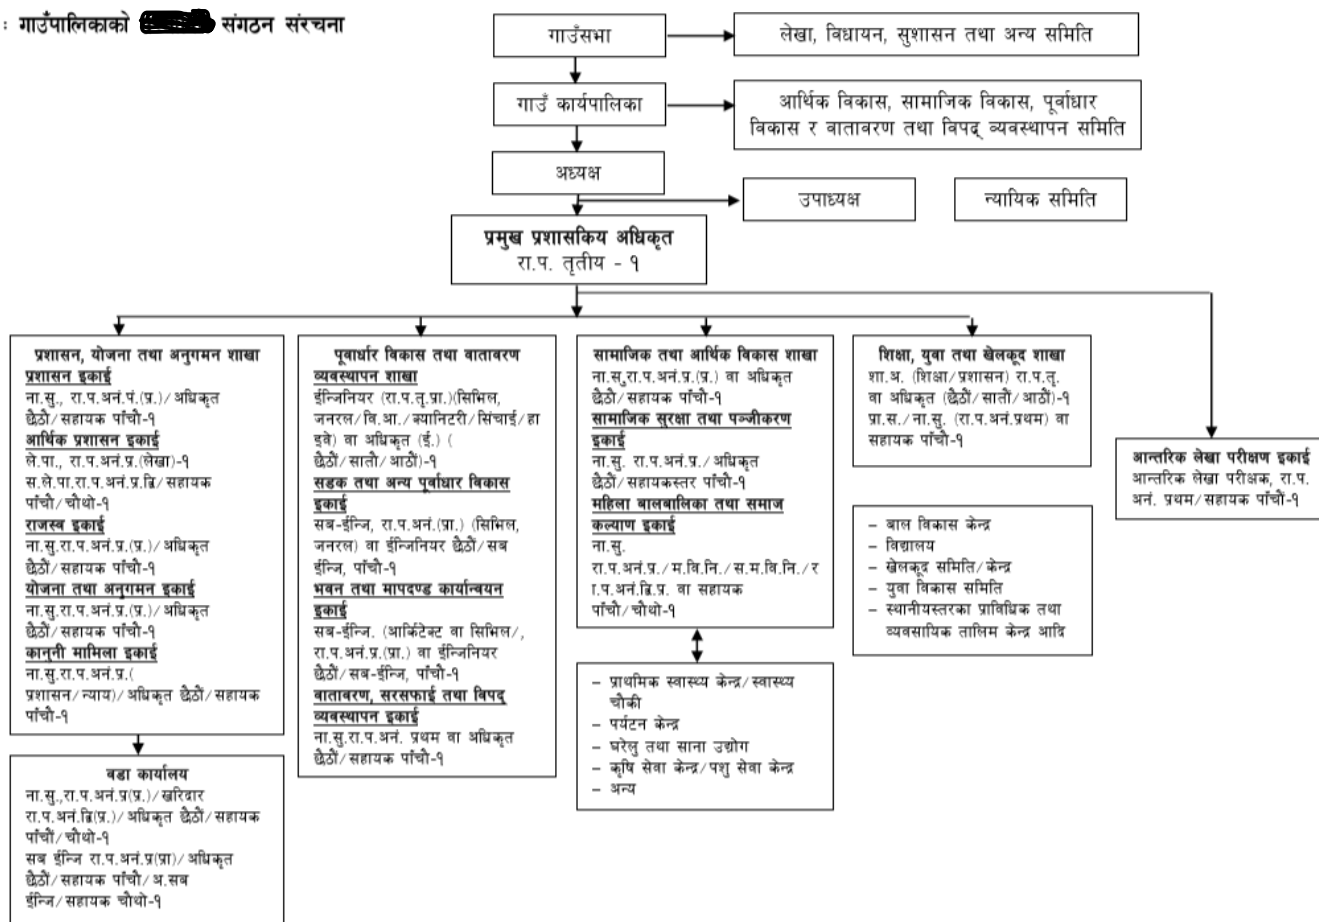 : गाउँपालिकाको संगठन संरचना
गाउँसभा
लेखा, विधायन, सुशासन तथा अन्य समिति
गाउँ कार्यपालिका
आर्थिक विकास, सामाजिक विकास, पूर्वाधार
विकास र वातावरण तथा विपद् व्यवस्थापन समिति
अध्यक्ष
उपाध्यक्ष
न्यायिक समिति
प्रमुख प्रशासकिय अधिकृत
रा.प. तृतीय - १
प्रशासन, योजना तथा अनुगमन शाखा
प्रशासन इकाई
ना.सु., रा.प.अनं.पं.(प्र.)/अधिकृत
छैठौं/सहायक पाँचौ-१
आर्थिक प्रशासन इकाई
ले.पा., रा.प.अनं.प्र.(लेखा)-१
स.ले.पा.रा.प.अनं.प्र.द्वि/सहायक
पाँचौ/चौथो-१
राजस्व इकाई
ना.सु.रा.प.अनं.प्र.(प्र.)/अधिकृत
छैठौं/सहायक पाँचौ-१
योजना तथा अनुगमन इकाई
ना.सु.रा.प.अनं.प्र.(प्र.)/अधिकृत
छैठौं/सहायक पाँचौ-१
कानुनी मामिला इकाई
ना.सु.रा.प.अनं.प्र.(
प्रशासन/न्याय)/अधिकृत छैठौं/सहायक
पाँचौ-१
वडा कार्यालय
ना.सु.,रा.प.अनं.प्र(प्र.)/खरिदार
रा.प.अनं.द्वि(प्र.)/अधिकृत छैठौं/सहायक
पाँचौं/चौथो-१
सब ईन्जि रा.प.अनं.प्र(प्रा)/अधिकृत
छैठौं/सहायक पाँचौ/अ.सब
ईन्जि/सहायक चौथो-१
पूवार्धार विकास तथा वातावरण
व्यवस्थापन शाखा
ईन्जिनियर (रा.प.तृ.प्रा.)(सिभिल,
जनरल/वि.आ/स्यानिटरी/सिंचाई/हा
इवे) वा अधिकृत (ई.) (
छैठौं/सातौ/आठौं)-१
सडक तथा अन्य पूर्वाधार विकास
इकाई
सब-ईन्जि, रा.प.अनं.(प्रा.) (सिभिल,
जनरल) वा ईन्जिनियर छैठौं/सब
ईन्जि, पाँचौ-१
भवन तथा मापदण्ड कार्यान्वयन
इकाई
सब-ईन्जि. (आर्किटेक्ट वा सिभिल/,
रा.प.अनं.प्र.(प्रा.) वा ईन्जिनियर
छैठौं/सब-ईन्जि, पाँचौ-१
वातावरण, सरसफाई तथा विपद्
व्यवस्थापन इकाई
ना.सु.रा.प.अनं. प्रथम वा अधिकृत
छैठौं/सहायक पाँचौ-१
सामाजिक तथा आर्थिक विकास शाखा
ना.सु.रा.प.अनं.प्र.(प्र.) वा अधिकृत
छैठौं/सहायक पाँचौ-१
सामाजिक सुरक्षा तथा पञ्जीकरण
इकाई
ना.सु. रा.प.अनं.प्र./अधिकृत
छैठौं/सहायकस्तर पाँचौ-१
महिला बालबालिका तथा समाज
कल्याण इकाई
ना.सु.
रा.प.अनं.प्र./म.वि.नि./स.म.वि.नि./र
ा.प.अनं.द्वि.प्र. वा सहायक
पाँचौ/चौथो-१
– प्राथमिक स्वास्थ्य केन्द्र/स्वास्थ्य
चौकी
– पर्यटन केन्द्र
– घरेलु तथा साना उद्योग
– कृषि सेवा केन्द्र/पशु सेवा केन्द्र
– अन्य
शिक्षा, युवा तथा खेलकूद शाखा
शा.अ. (शिक्षा/प्रशासन) रा.प.तृ.
वा अधिकृत (छैठौं/सातौं/आठौं)-१
प्रा.स./ना.सु. (रा.प.अनं.प्रथम) वा
सहायक पाँचौ-१
– बाल विकास केन्द्र
– विद्यालय
– खेलकूद समिति/केन्द्र
– युवा विकास समिति
– स्थानीयस्तरका प्राविधिक तथा
व्यवसायिक तालिम केन्द्र आदि
आन्तरिक लेखा परीक्षण इकाई
आन्तरिक लेखा परीक्षक, रा.प.
अनं. प्रथम/सहायक पाँचौं-१